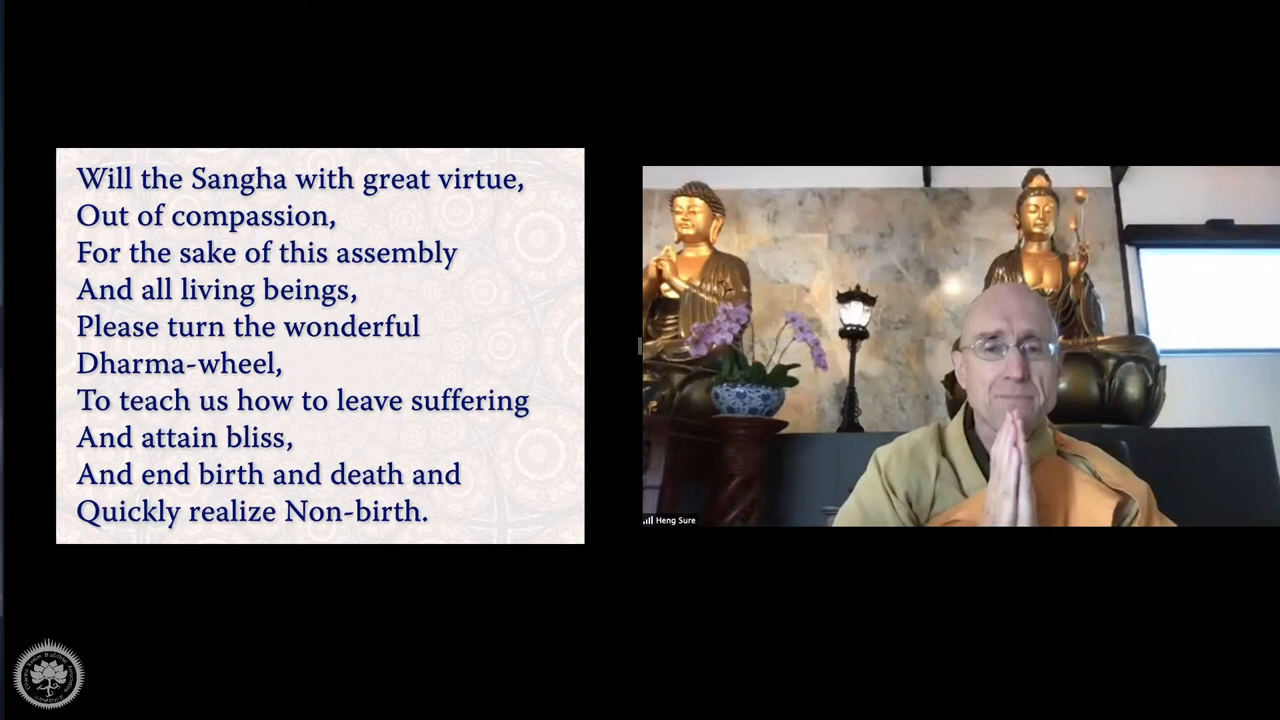 Will the Sangha with great virtue,
Out of compassion,
For the sake of this assembly
And all living beings,
Please turn the wonderful
Dharma-wheel,
To teach us how to leave suffering
And attain bliss,
And end birth and death and
Quickly realize Non-birth.
Heng Sure